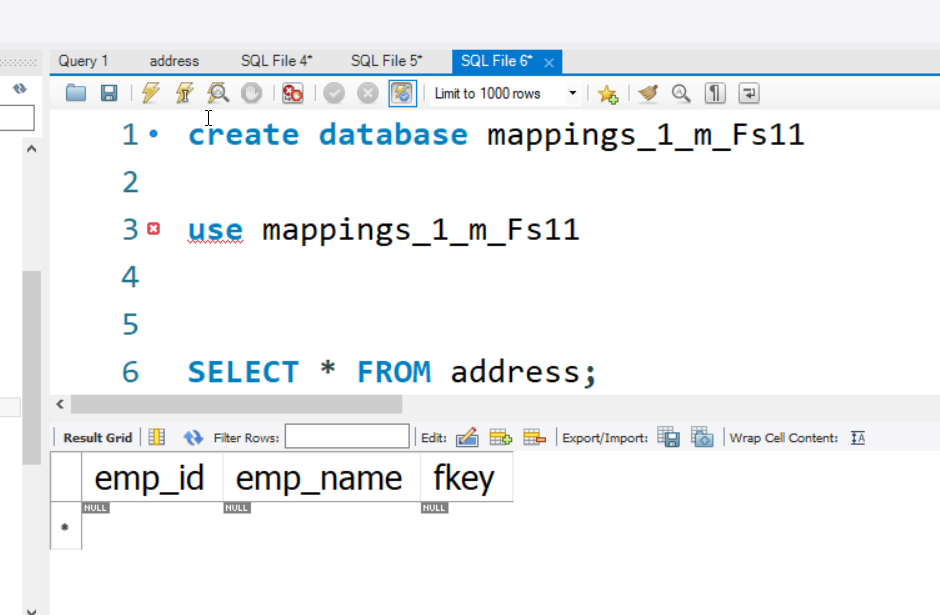 Query 1 address SQL File 4* SQL File 5* SQL File 6*
Limit to 1000 rows
1 create database mappings_1_m_Fs11
2
3 use mappings_1_m_Fs11
4
5
6 SELECT * FROM address;
Result Grid Filter Rows: Edit: Export/Import: Wrap Cell Content:
emp_id emp_name fkey
NULL NULL NULL